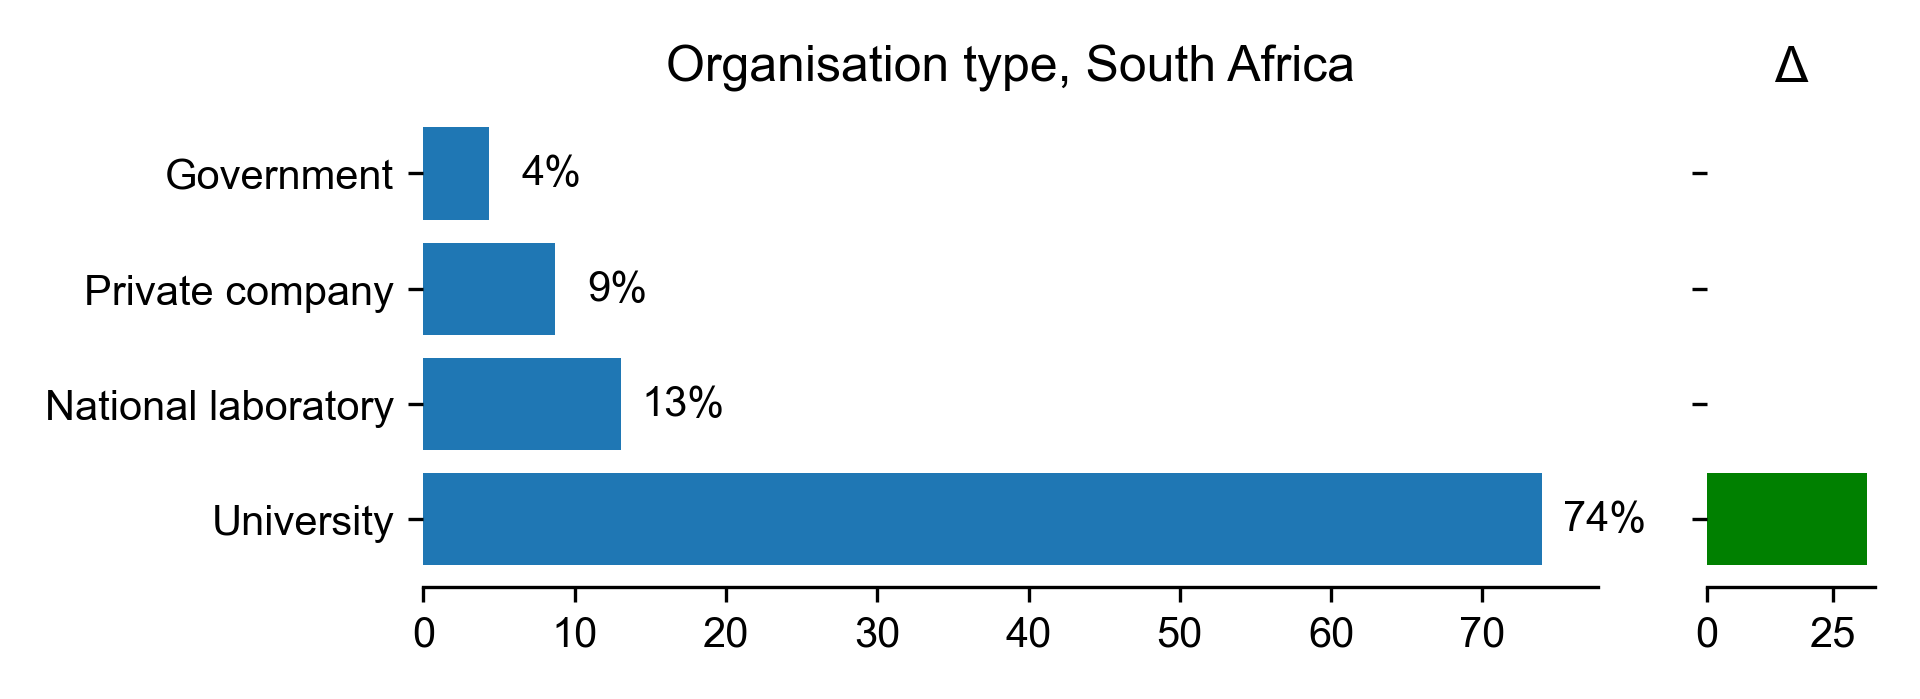 Organisation type, South Africa
Δ
Government
4%
Private company
9%
National laboratory
13%
University
74%
0 10 20 30 40 50 60 70
0 25